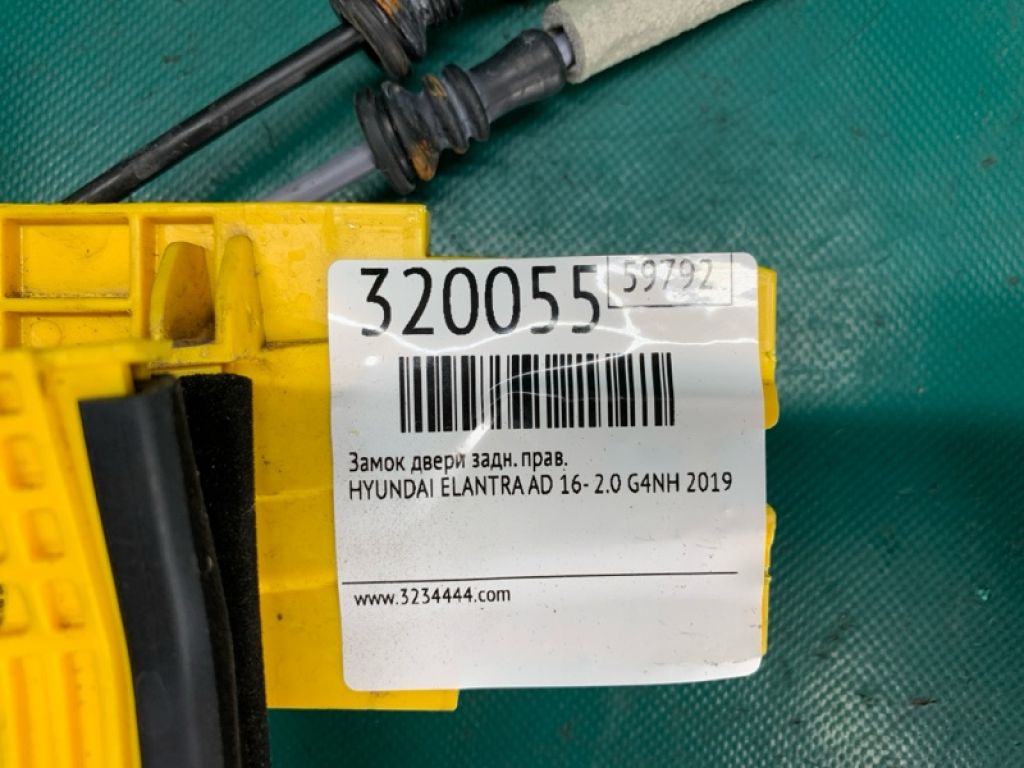 320055
59792
Замок двери задн. прав.
HYUNDAI ELANTRA AD 16- 2.0 G4NH 2019
www.3234444.com